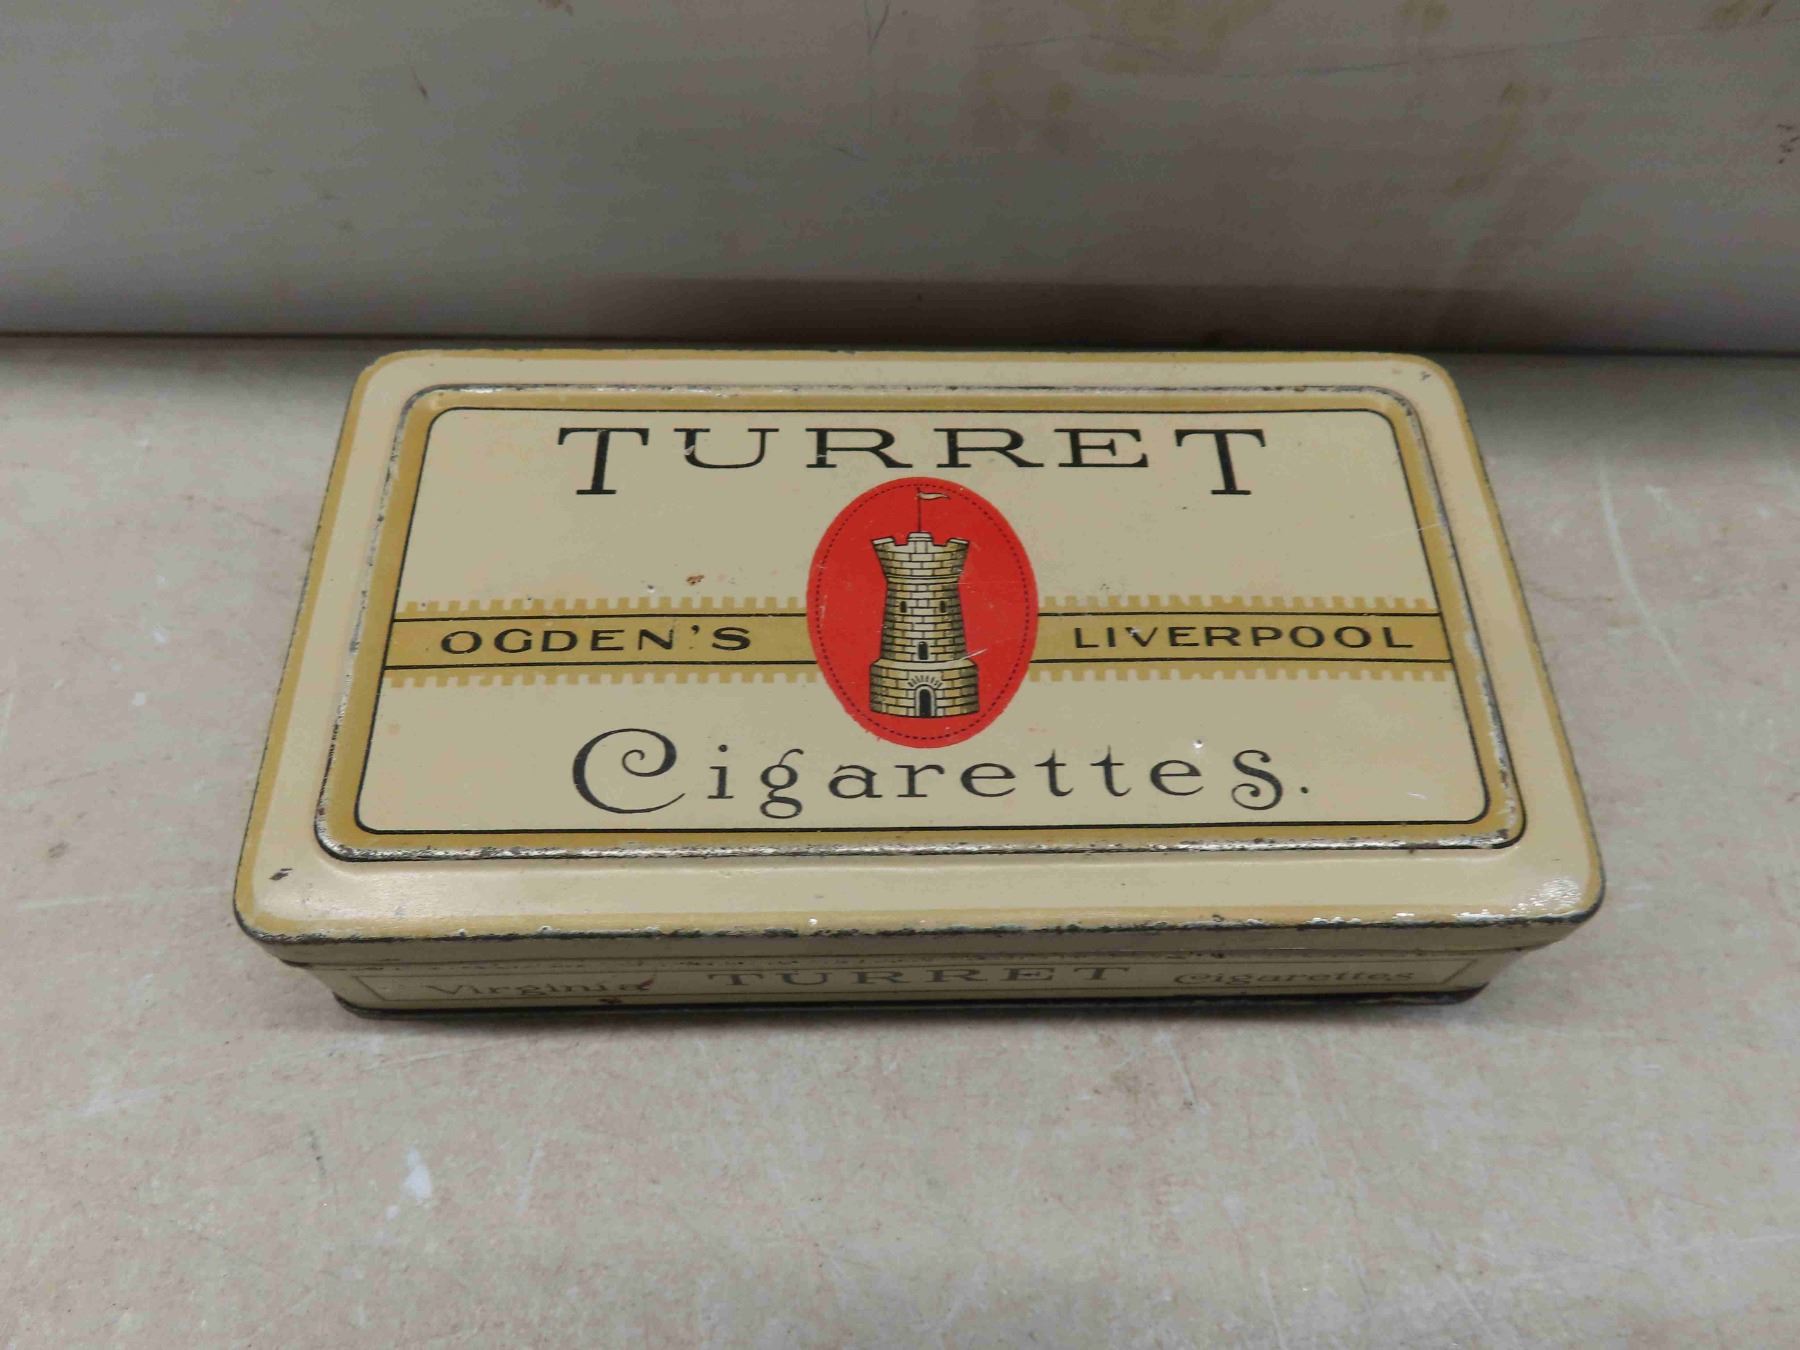 TURRET
OGDEN'S LIVERPOOL
Cigarettes.
Virginia TURRET Cigarettes